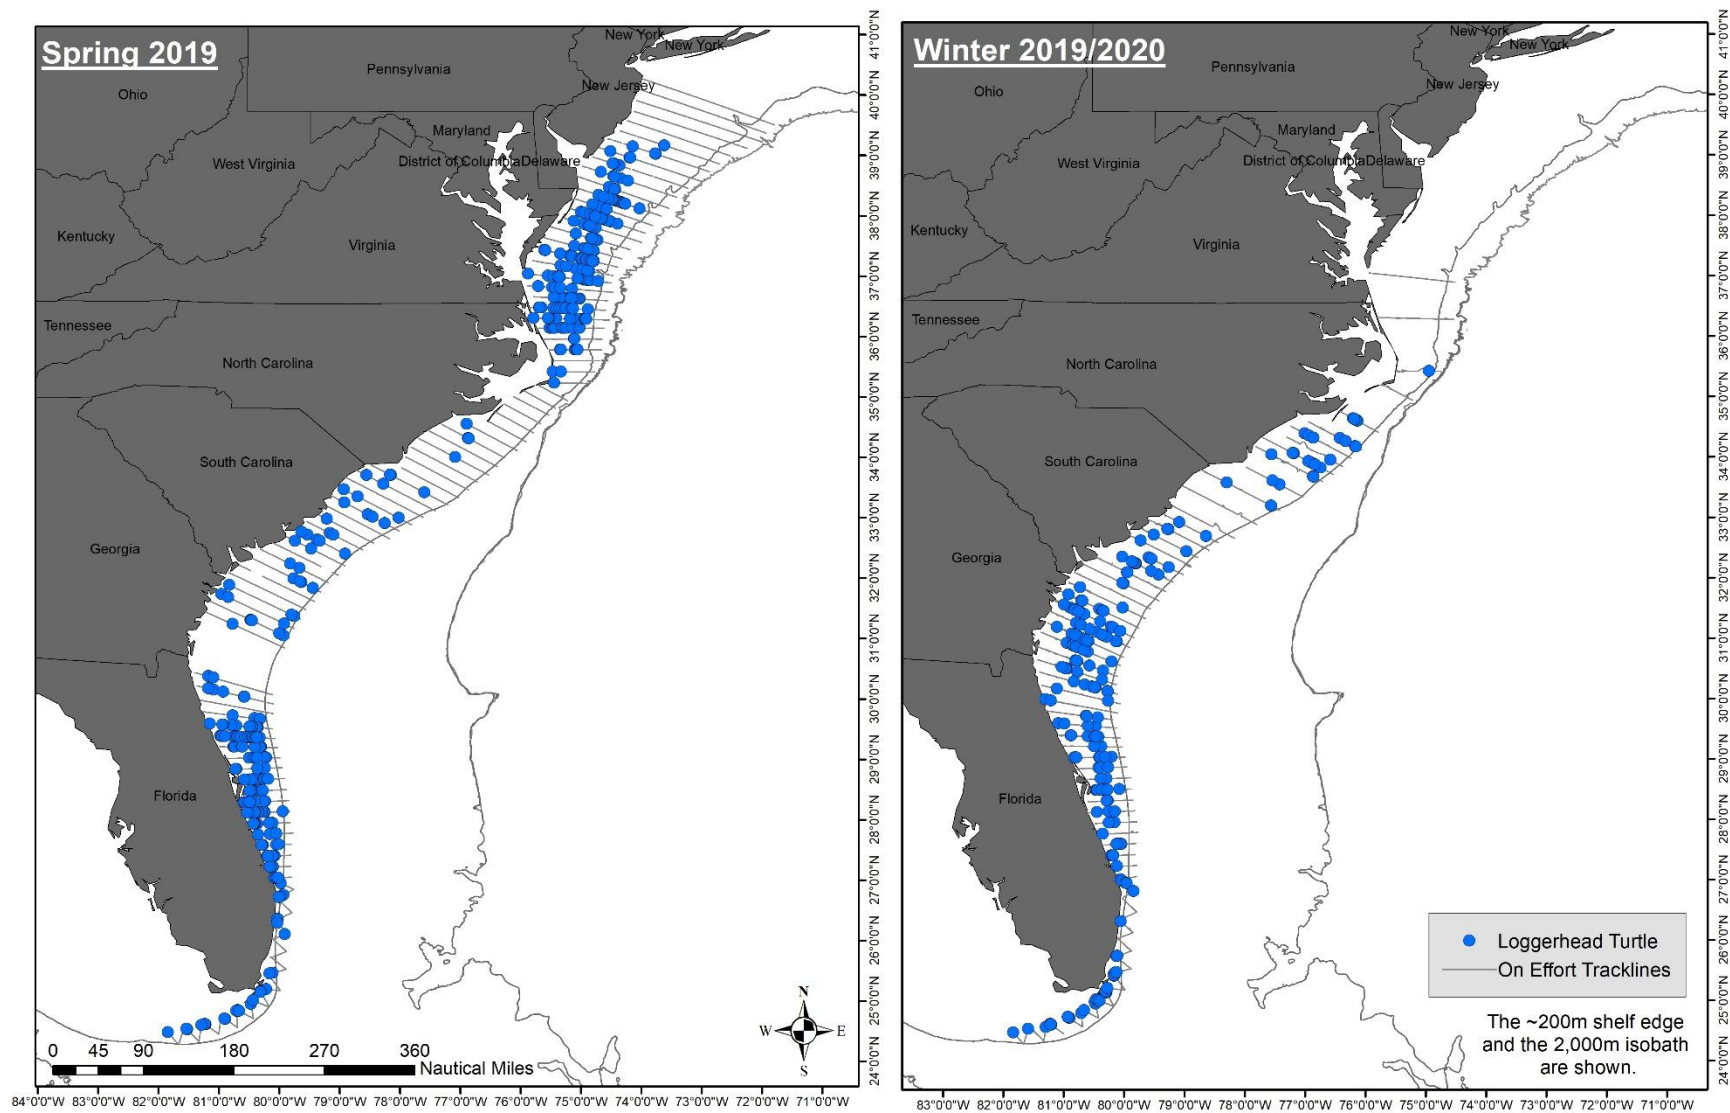 Spring 2019
New York
New York
Pennsylvania
New Jersey
Ohio
Maryland
District of Columbia
Delaware
West Virginia
Kentucky
Virginia
Tennessee
North Carolina
South Carolina
Georgia
Florida
0 45 90 180 270 360
Nautical Miles
N
W E
S
41°0'0"N
40°0'0"N
39°0'0"N
38°0'0"N
37°0'0"N
36°0'0"N
35°0'0"N
34°0'0"N
33°0'0"N
32°0'0"N
31°0'0"N
30°0'0"N
29°0'0"N
28°0'0"N
27°0'0"N
26°0'0"N
25°0'0"N
24°0'0"N
84°0'0"W 83°0'0"W 82°0'0"W 81°0'0"W 80°0'0"W 78°0'0"W 77°0'0"W 76°0'0"W 75°0'0"W 74°0'0"W 73°0'0"W 72°0'0"W 71°0'0"W
Winter 2019/2020
New York
New York
Pennsylvania
New Jersey
Ohio
Maryland
District of Columbia
Delaware
West Virginia
Kentucky
Virginia
Tennessee
North Carolina
South Carolina
Georgia
Florida
Loggerhead Turtle
On Effort Tracklines
The ~200m shelf edge
and the 2,000m isobath
are shown.
41°0'0"N
40°0'0"N
39°0'0"N
38°0'0"N
37°0'0"N
36°0'0"N
35°0'0"N
34°0'0"N
33°0'0"N
32°0'0"N
31°0'0"N
30°0'0"N
29°0'0"N
28°0'0"N
27°0'0"N
26°0'0"N
25°0'0"N
24°0'0"N
83°0'0"W 82°0'0"W 81°0'0"W 80°0'0"W 78°0'0"W 77°0'0"W 76°0'0"W 75°0'0"W 74°0'0"W 73°0'0"W 72°0'0"W 71°0'0"W